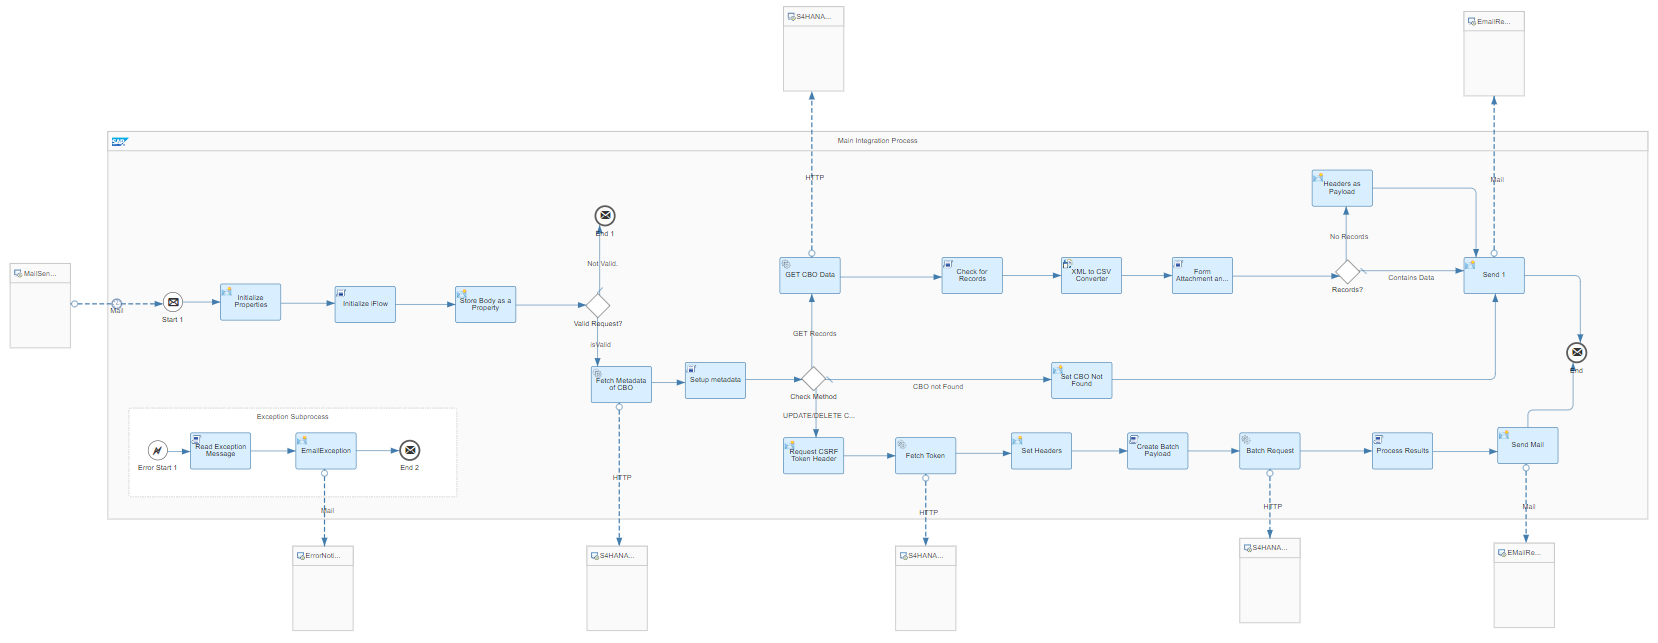 S4HANA...
EmailRe...
SAP
Main Integration Process
HTTP
Mail
Headers as
Payload
End 1
No Records
Not Valid.
MailSen...
GET CBO Data
Check for
Records
XML to CSV
Converter
Form
Attachment an...
Contains Data
Send 1
Records?
Mail
Start 1
Initialize
Properties
Initialize iFlow
Store Body as a
Property
Valid Request?
GET Records
isValid
End
Fetch Metadata
of CBO
Setup metadata
Check Method
CBO not Found
Set CBO Not
Found
UPDATE/DELETE C...
Exception Subprocess
Error Start 1
Read Exception
Message
EmailException
End 2
Request CSRF
Token Header
Fetch Token
Set Headers
Create Batch
Payload
Batch Request
Process Results
Send Mail
HTTP
Mail
HTTP
HTTP
Mail
ErrorNoti...
S4HANA...
S4HANA...
S4HANA...
EMailRe...